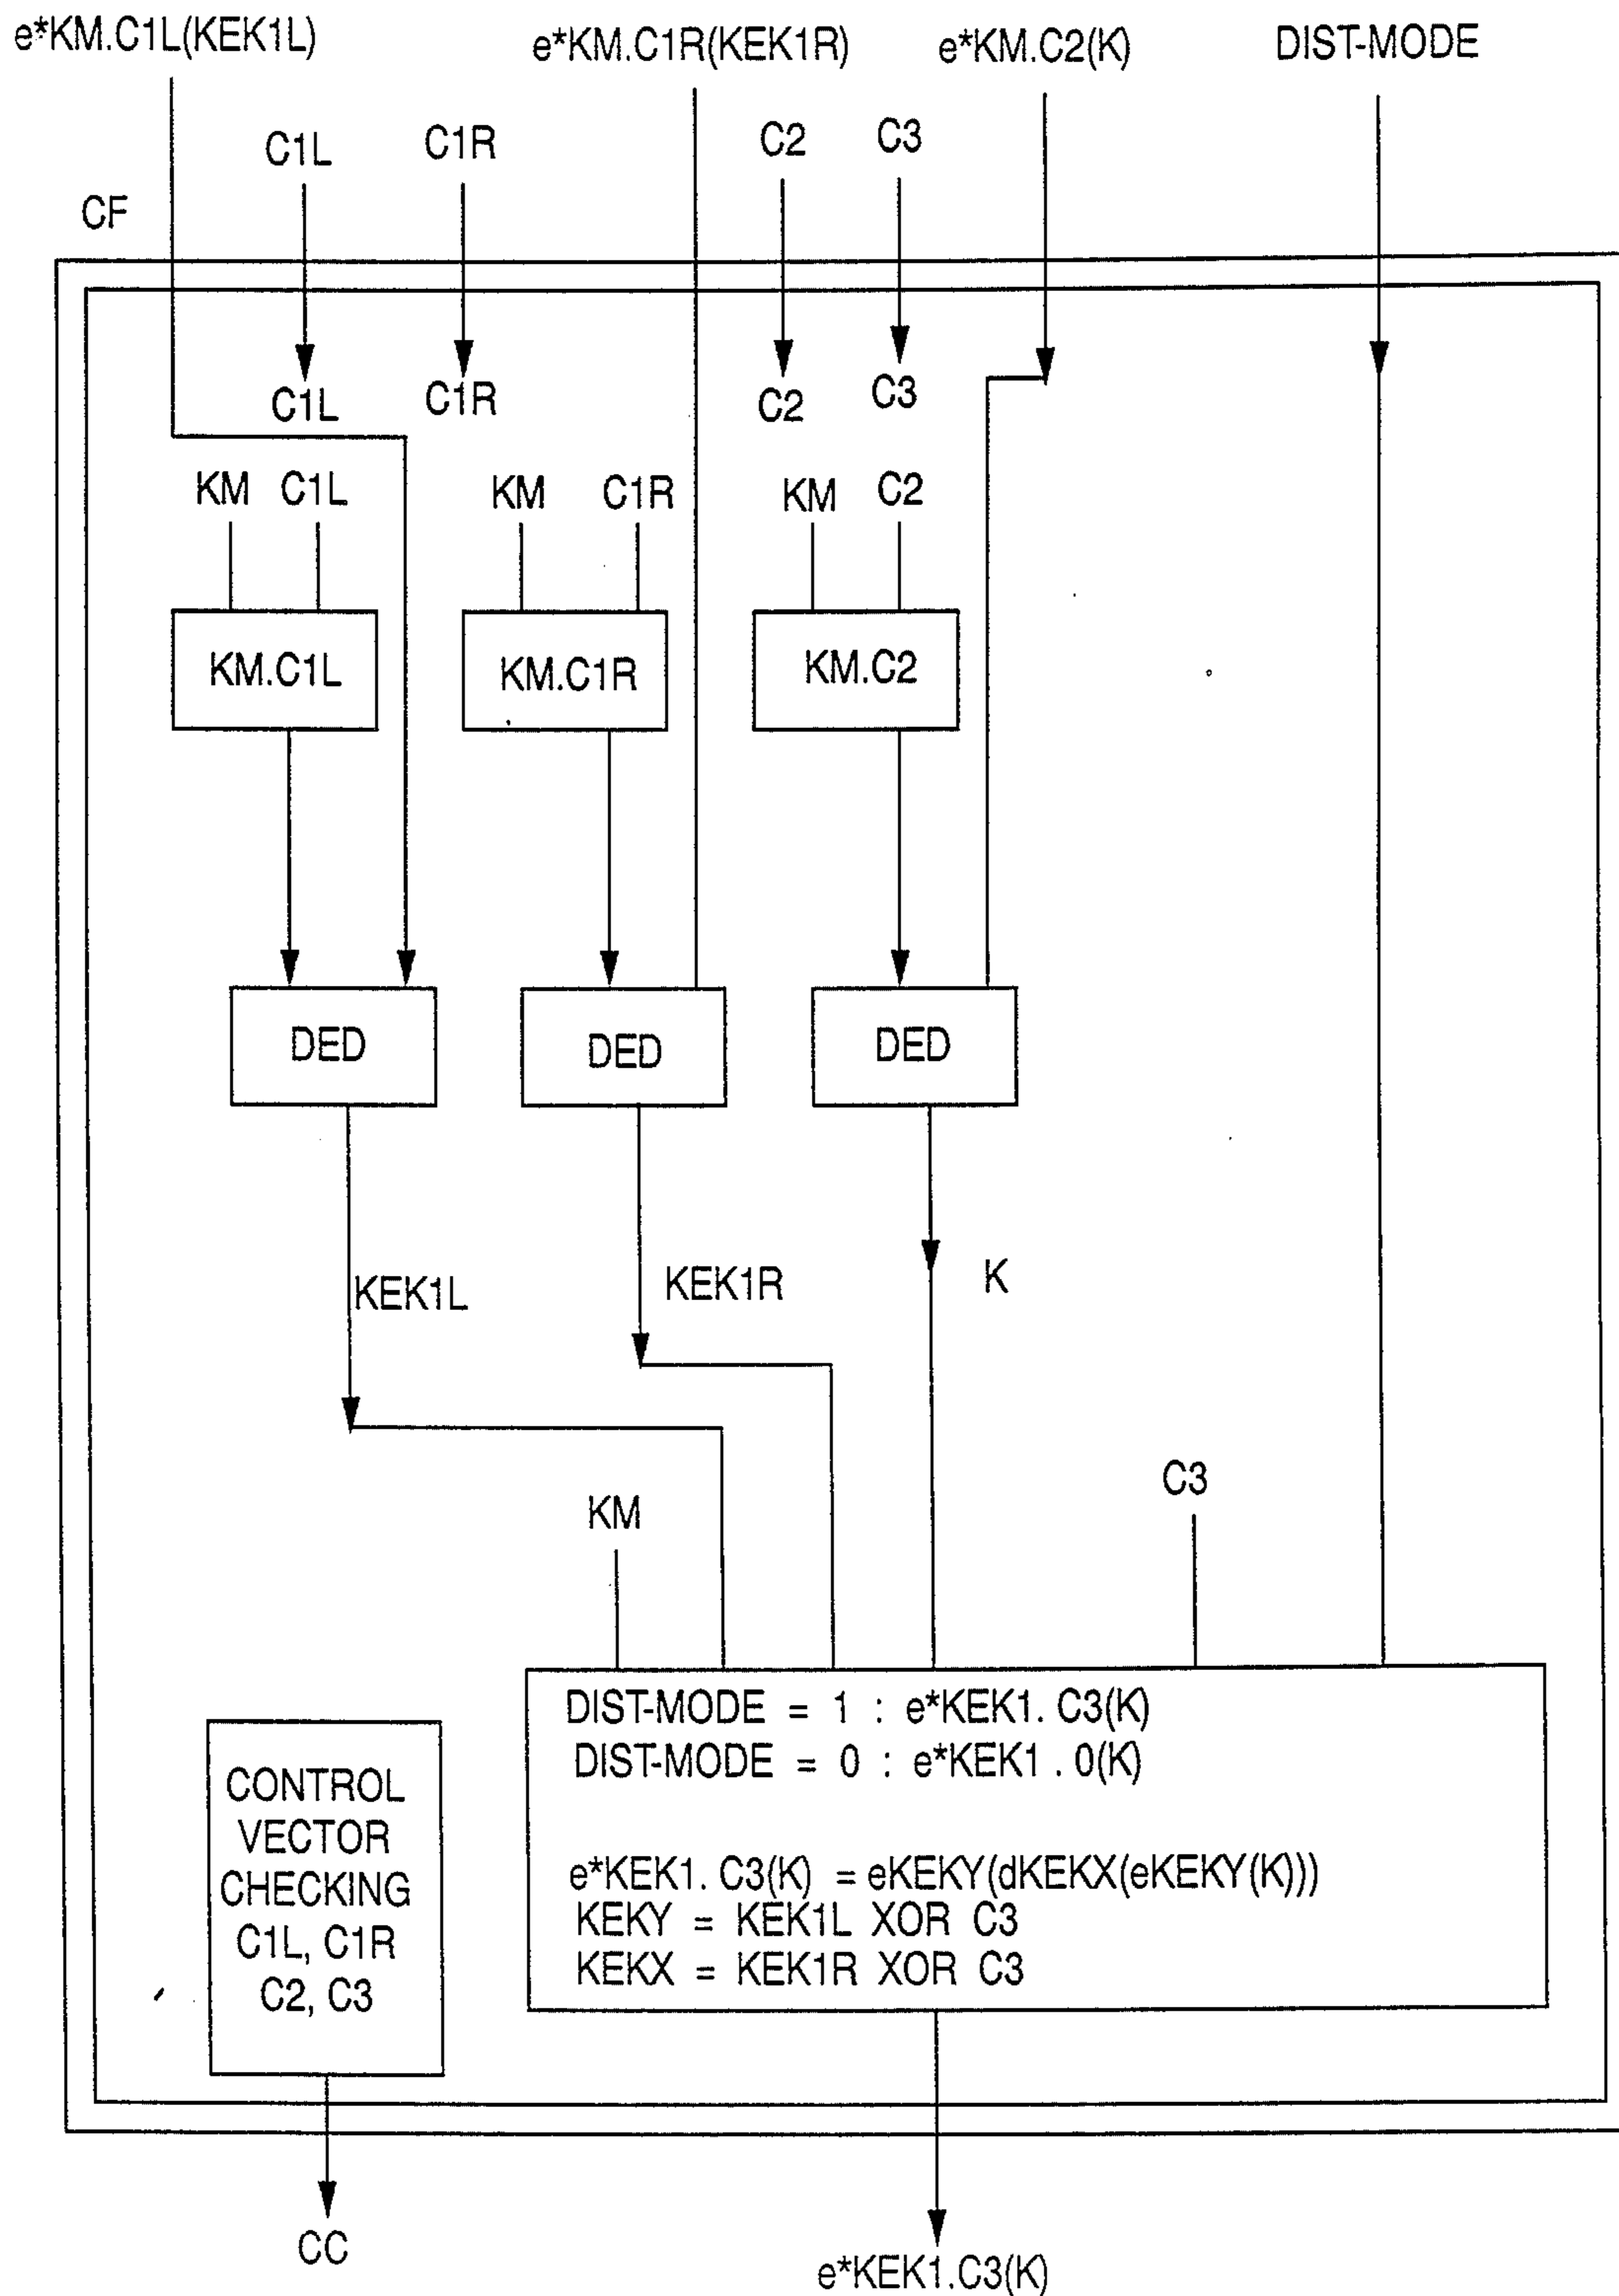 e*KM.C1L(KEK1L)
e*KM.C1R(KEK1R)
e*KM.C2(K)
DIST-MODE
C1L
C1R
C2
C3
CF
C1L
C1R
C2
C3
KM
C1L
KM
C1R
KM
C2
KM.C1L
KM.C1R
KM.C2
DED
DED
DED
KEK1L
KEK1R
K
KM
C3
DIST-MODE = 1 : e*KEK1. C3(K)
DIST-MODE = 0 : e*KEK1 . 0(K)
e*KEK1. C3(K) = eKEKY(dKEKX(eKEKY(K)))
KEKY = KEK1L XOR C3
KEKX = KEK1R XOR C3
CONTROL
VECTOR
CHECKING
C1L, C1R
C2, C3
CC
e*KEK1.C3(K)